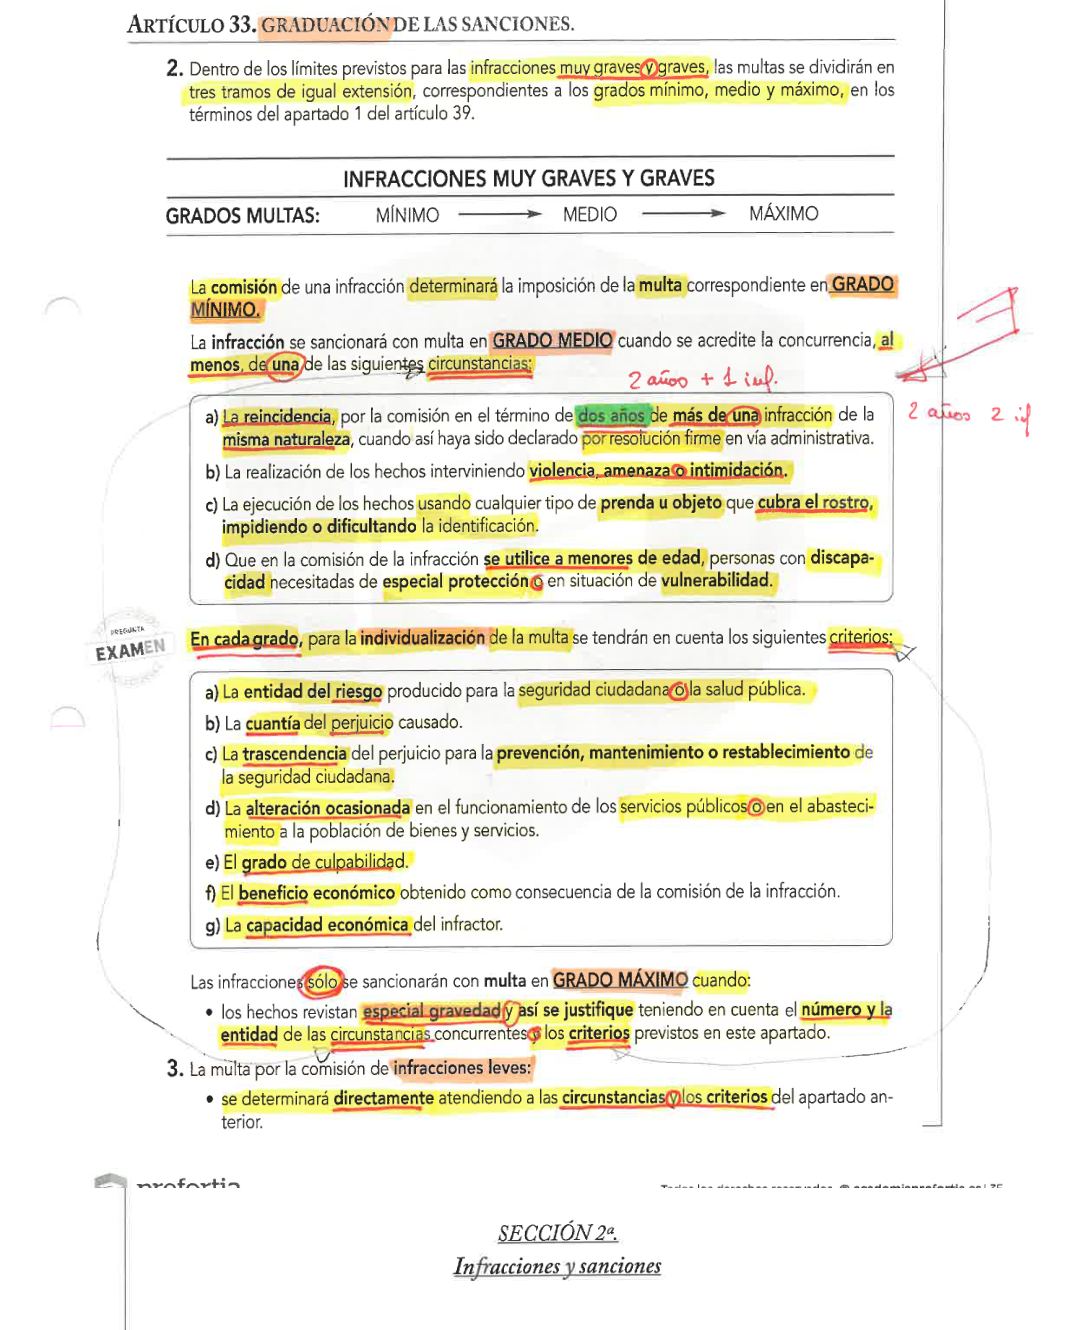 ARTÍCULO 33. GRADUACIÓN DE LAS SANCIONES.
2. Dentro de los límites previstos para las infracciones muy graves y graves, las multas se dividirán en
tres tramos de igual extensión, correspondientes a los grados mínimo, medio y máximo, en los
términos del apartado 1 del artículo 39.
INFRACCIONES MUY GRAVES Y GRAVES
GRADOS MULTAS: MÍNIMO MEDIO MÁXIMO
La comisión de una infracción determinará la imposición de la multa correspondiente en GRADO
MÍNIMO.
La infracción se sancionará con multa en GRADO MEDIO cuando se acredite la concurrencia, al
menos, de una de las siguientes circunstancias:
2 años + 1 inf.
a) La reincidencia, por la comisión en el término de dos años de más de una infracción de la
misma naturaleza, cuando así haya sido declarado por resolución firme en vía administrativa.
2 años 2 if
b) La realización de los hechos interviniendo violencia, amenaza o intimidación.
c) La ejecución de los hechos usando cualquier tipo de prenda u objeto que cubra el rostro,
impidiendo o dificultando la identificación.
d) Que en la comisión de la infracción se utilice a menores de edad, personas con discapa-
cidad necesitadas de especial protección o en situación de vulnerabilidad.
PREGUNTA
EXAMEN
En cada grado, para la individualización de la multa se tendrán en cuenta los siguientes criterios:
a) La entidad del riesgo producido para la seguridad ciudadana o la salud pública.
b) La cuantía del perjuicio causado.
c) La trascendencia del perjuicio para la prevención, mantenimiento o restablecimiento de
la seguridad ciudadana.
d) La alteración ocasionada en el funcionamiento de los servicios públicos o en el abasteci-
miento a la población de bienes y servicios.
e) El grado de culpabilidad.
f) El beneficio económico obtenido como consecuencia de la comisión de la infracción.
g) La capacidad económica del infractor.
Las infracciones sólo se sancionarán con multa en GRADO MÁXIMO cuando:
• los hechos revistan especial gravedad y así se justifique teniendo en cuenta el número y la
entidad de las circunstancias concurrentes y los criterios previstos en este apartado.
3. La multa por la comisión de infracciones leves:
• se determinará directamente atendiendo a las circunstancias y los criterios del apartado an-
terior.
profortia
Todos los derechos reservados. © academiaprofortia.es | 35
SECCIÓN 2ª.
Infracciones y sanciones